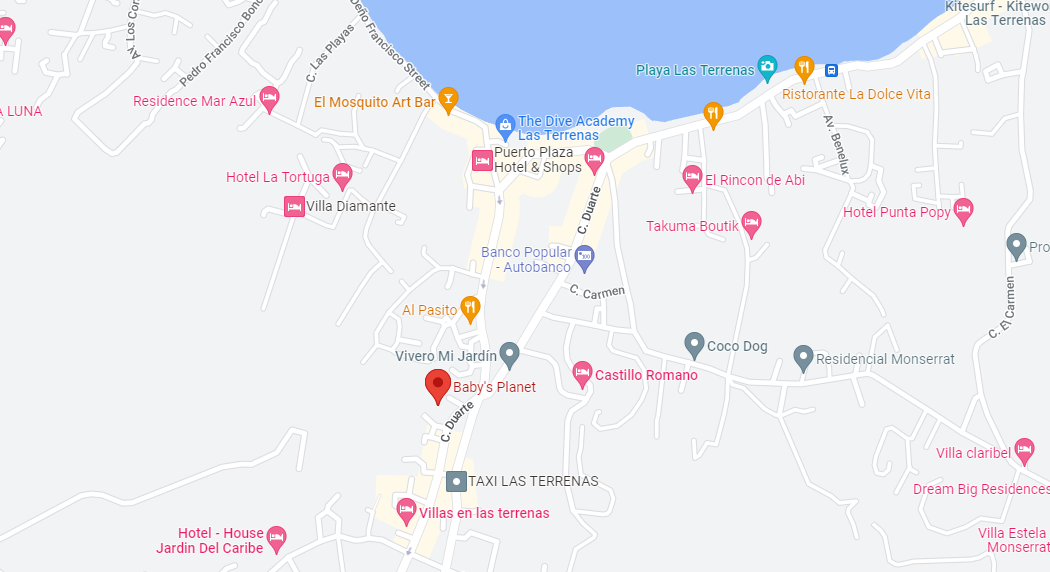 Kitesurf - Kitewo
Las Terrenas
Av. Los Con
Pedro Francisco Bono
C. Las Playas
Deño Francisco Street
Playa Las Terrenas
Residence Mar Azul
El Mosquito Art Bar
Ristorante La Dolce Vita
A LUNA
The Dive Academy
Las Terrenas
Av. Benelux
Puerto Plaza
Hotel & Shops
Hotel La Tortuga
El Rincon de Abi
Villa Diamante
C. Duarte
Hotel Punta Popy
Takuma Boutik
Pro
Banco Popular
- Autobanco
C. Carmen
C. El Carmen
Al Pasito
Vivero Mi Jardín
Coco Dog
Residencial Monserrat
Castillo Romano
Baby's Planet
C. Duarte
Villa claribel
TAXI LAS TERRENAS
Dream Big Residences
Villas en las terrenas
Hotel - House
Jardin Del Caribe
Villa Estela
Monserrat